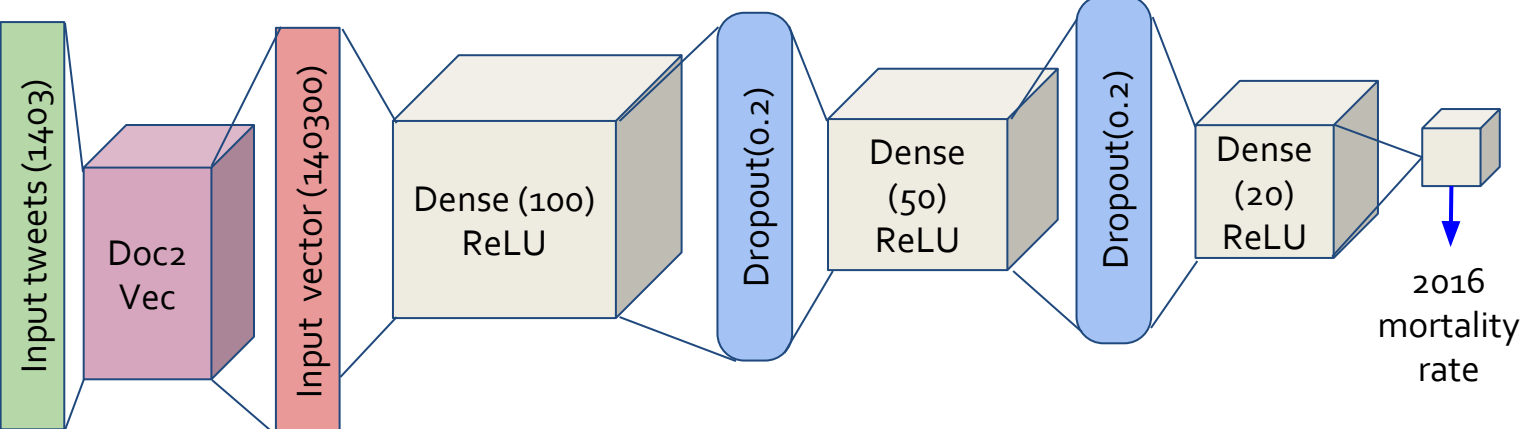 Input tweets (1403)
Doc2
Vec
Input vector (140300)
Dense (100)
ReLU
Dropout(0.2)
Dense
(50)
ReLU
Dropout(0.2)
Dense
(20)
ReLU
2016
mortality
rate